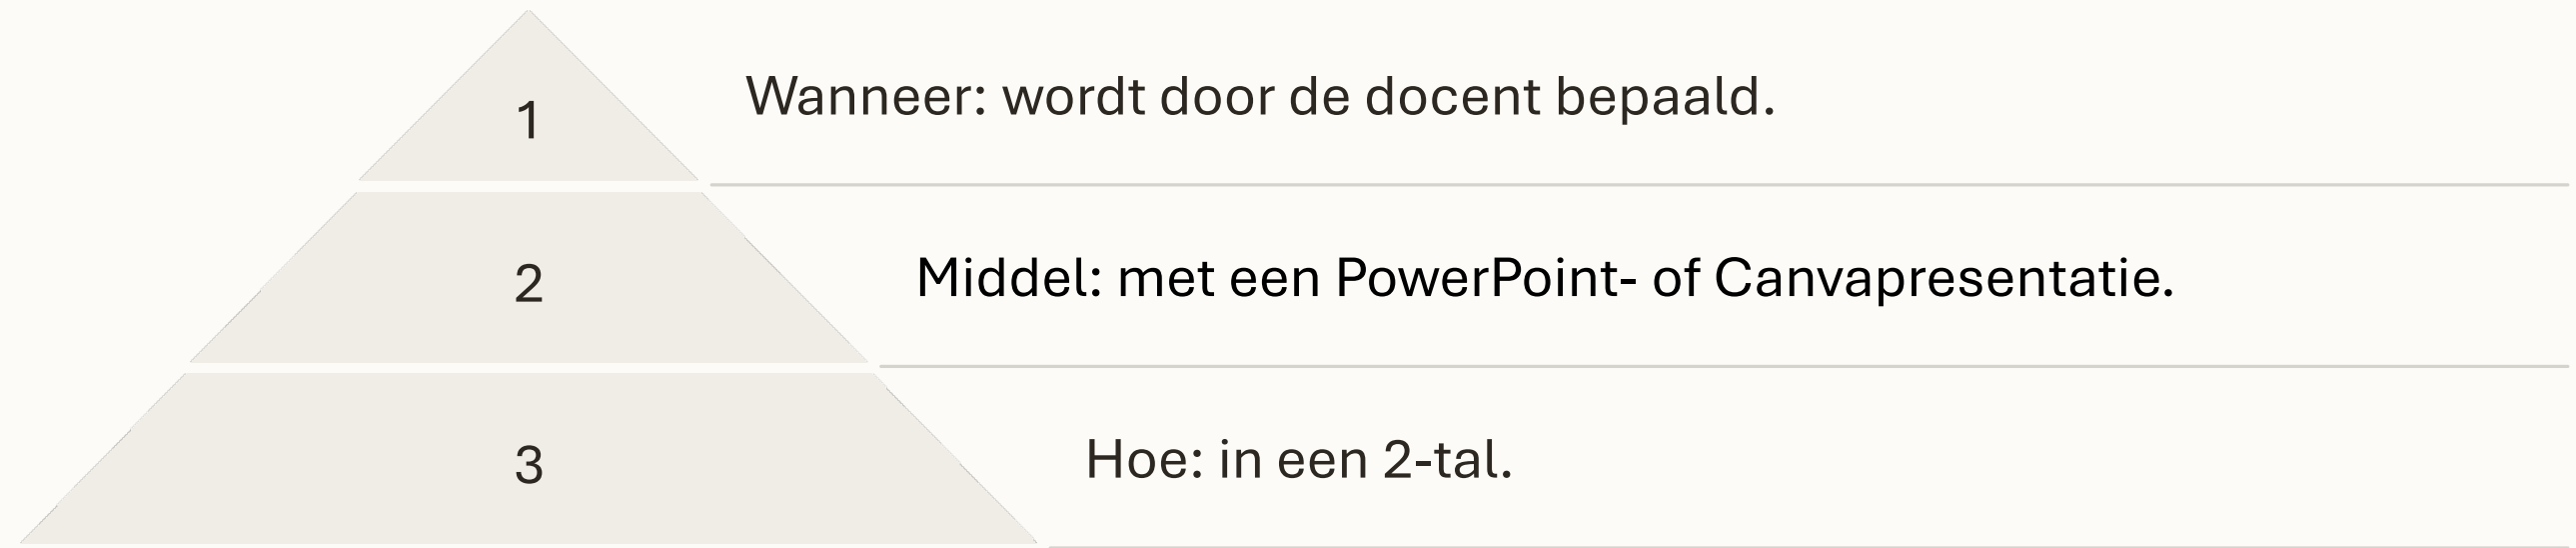 1
Wanneer: wordt door de docent bepaald.
2
Middel: met een PowerPoint- of Canvapresentatie.
3
Hoe: in een 2-tal.